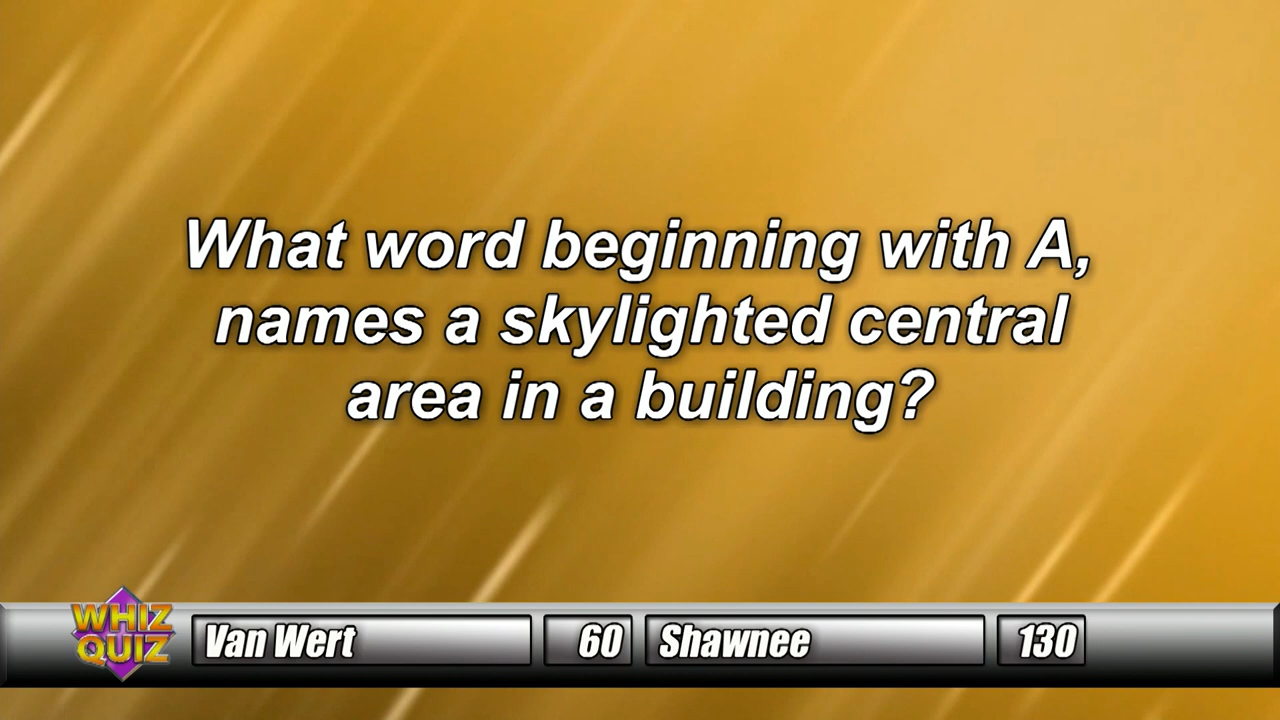 What word beginning with A,
names a skylighted central
area in a building?
WHIZ
QUIZ
Van Wert 60 Shawnee 130